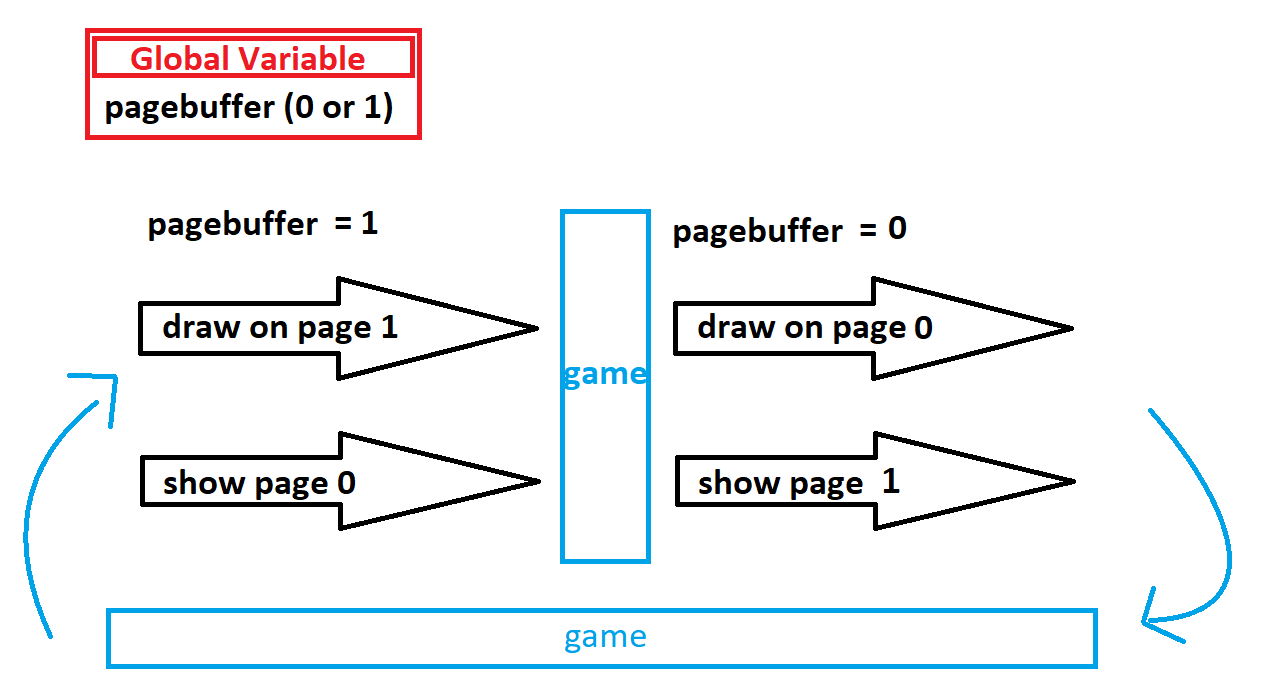 Global Variable
pagebuffer (0 or 1)
pagebuffer = 1
pagebuffer = 0
draw on page 1
game
draw on page 0
show page 0
show page 1
game